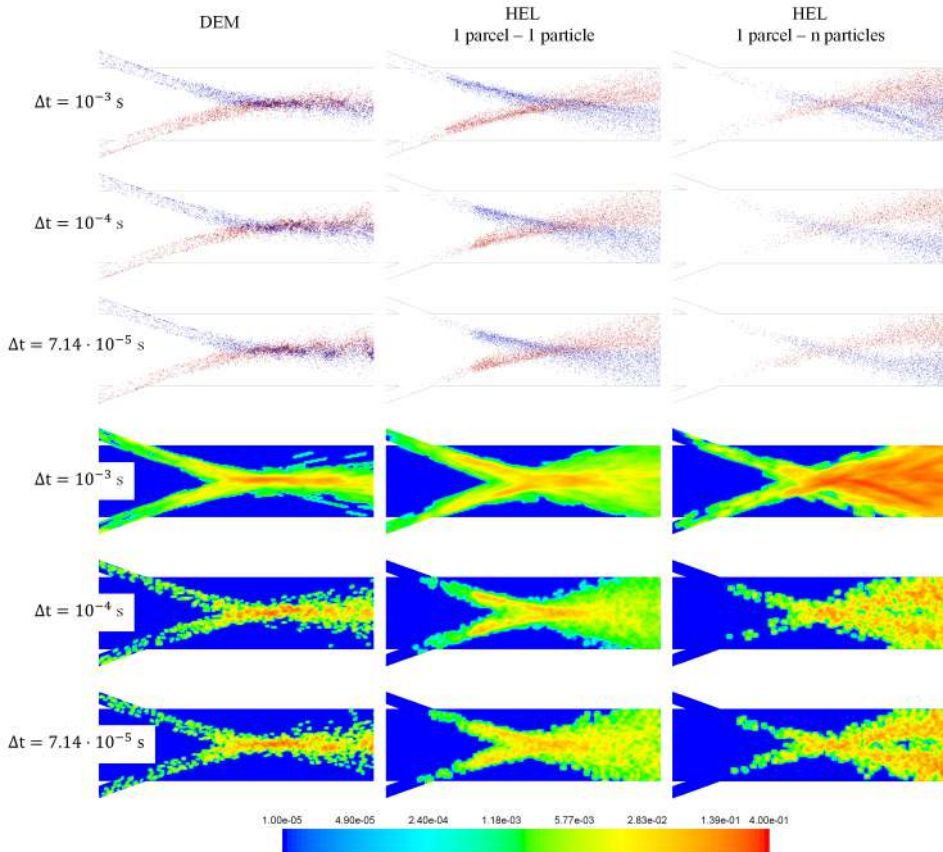 DEM
HEL
1 parcel – 1 particle
HEL
1 parcel – n particles
Δt = 10⁻³ s
Δt = 10⁻⁴ s
Δt = 7.14 · 10⁻⁵ s
Δt = 10⁻³ s
Δt = 10⁻⁴ s
Δt = 7.14 · 10⁻⁵ s
1.00e-05 4.90e-05 2.40e-04 1.18e-03 5.77e-03 2.83e-02 1.39e-01 4.00e-01